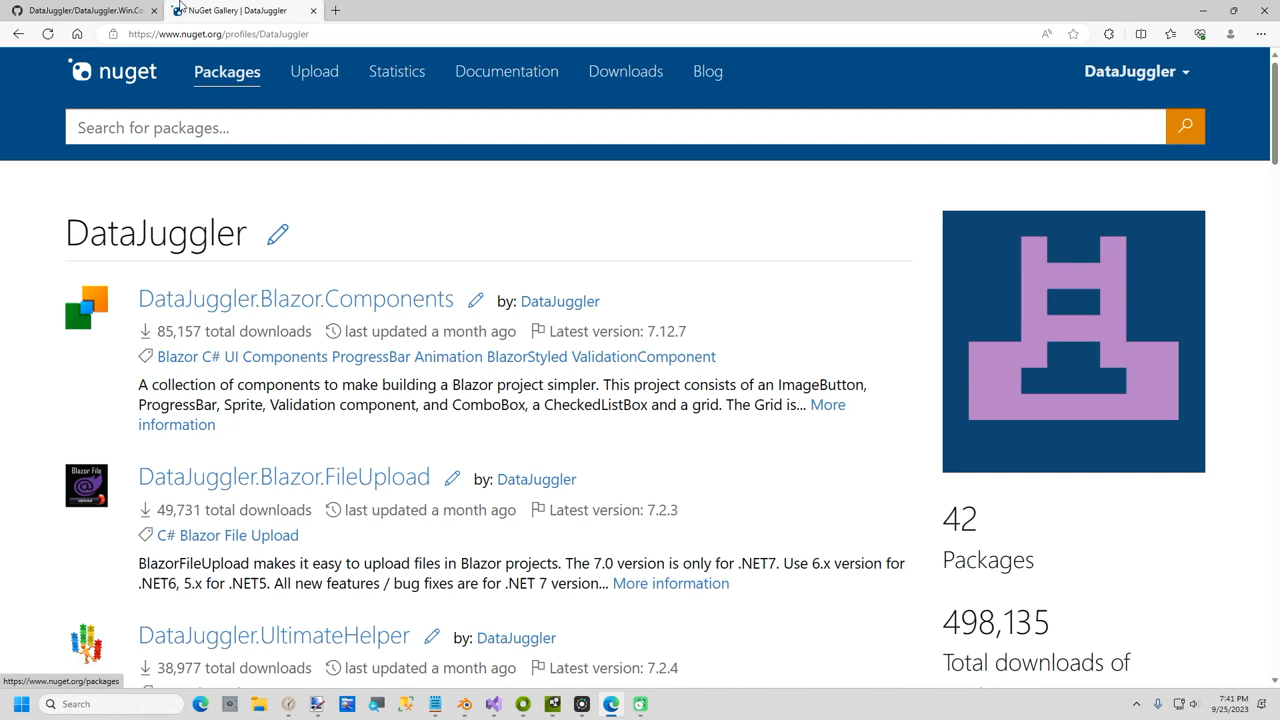 DataJuggler/DataJuggler.Win.Co
NuGet Gallery | DataJuggler
https://www.nuget.org/profiles/DataJuggler
nuget
Packages
Upload
Statistics
Documentation
Downloads
Blog
DataJuggler
Search for packages...
DataJuggler
DataJuggler.Blazor.Components by: DataJuggler
85,157 total downloads last updated a month ago Latest version: 7.12.7
Blazor C# UI Components ProgressBar Animation BlazorStyled ValidationComponent
A collection of components to make building a Blazor project simpler. This project consists of an ImageButton,
ProgressBar, Sprite, Validation component, and ComboBox, a CheckedListBox and a grid. The Grid is... More
information
Blazor File
Upload
DataJuggler.Blazor.FileUpload by: DataJuggler
49,731 total downloads last updated a month ago Latest version: 7.2.3
C# Blazor File Upload
BlazorFileUpload makes it easy to upload files in Blazor projects. The 7.0 version is only for .NET7. Use 6.x version for
.NET6, 5.x for .NET5. All new features / bug fixes are for .NET 7 version... More information
DataJuggler.UltimateHelper by: DataJuggler
38,977 total downloads last updated a month ago Latest version: 7.2.4
42
Packages
498,135
Total downloads of
https://www.nuget.org/packages
Search
7:41 PM
9/25/2023